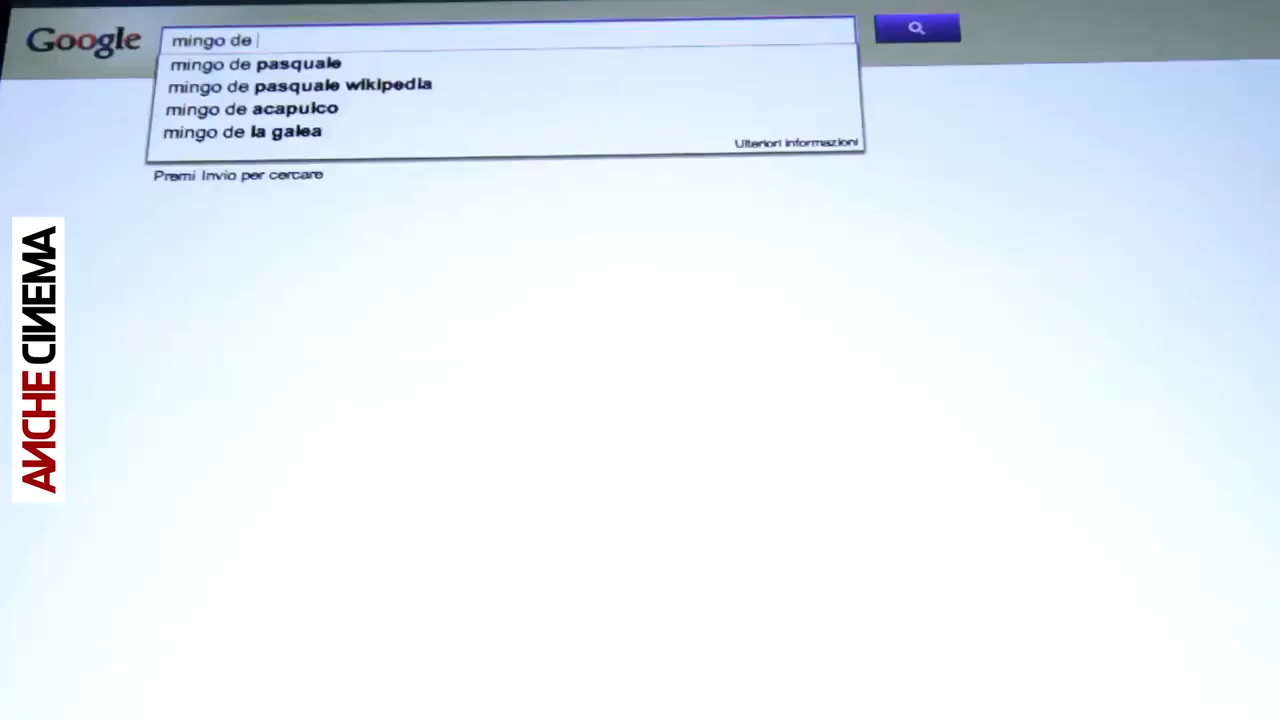 Google
mingo de
mingo de pasquale
mingo de pasquale wikipedia
mingo de acapulco
mingo de la galea
Ulteriori informazioni
Premi Invio per cercare
ANCHE CINEMA